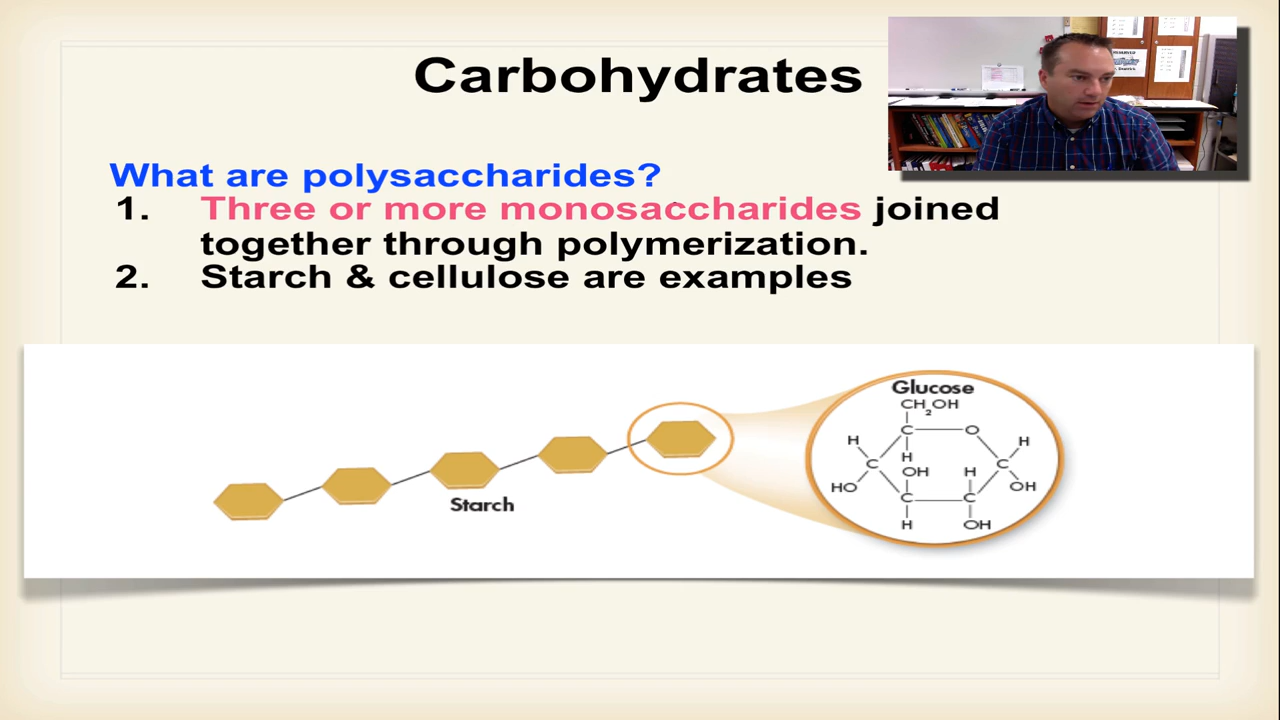 Carbohydrates
What are polysaccharides?
1. Three or more monosaccharides joined
together through polymerization.
2. Starch & cellulose are examples
Starch
Glucose
CH2OH
C
O
H
H
H
C
OH
H
C
HO
C
C
OH
H
OH